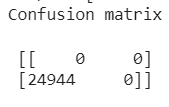 Confusion matrix
[[    0     0]
[24944     0]]